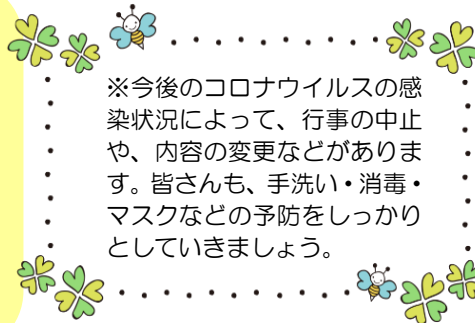 ※今後のコロナウイルスの感
染状況によって、行事の中止
や、内容の変更などがありま
す。皆さんも、手洗い・消毒・
マスクなどの予防をしっかり
としていきましょう。